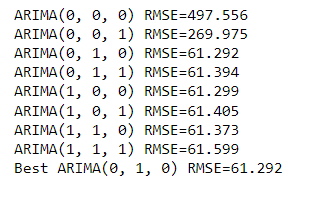 ARIMA(0, 0, 0) RMSE=497.556
ARIMA(0, 0, 1) RMSE=269.975
ARIMA(0, 1, 0) RMSE=61.292
ARIMA(0, 1, 1) RMSE=61.394
ARIMA(1, 0, 0) RMSE=61.299
ARIMA(1, 0, 1) RMSE=61.405
ARIMA(1, 1, 0) RMSE=61.373
ARIMA(1, 1, 1) RMSE=61.599
Best ARIMA(0, 1, 0) RMSE=61.292